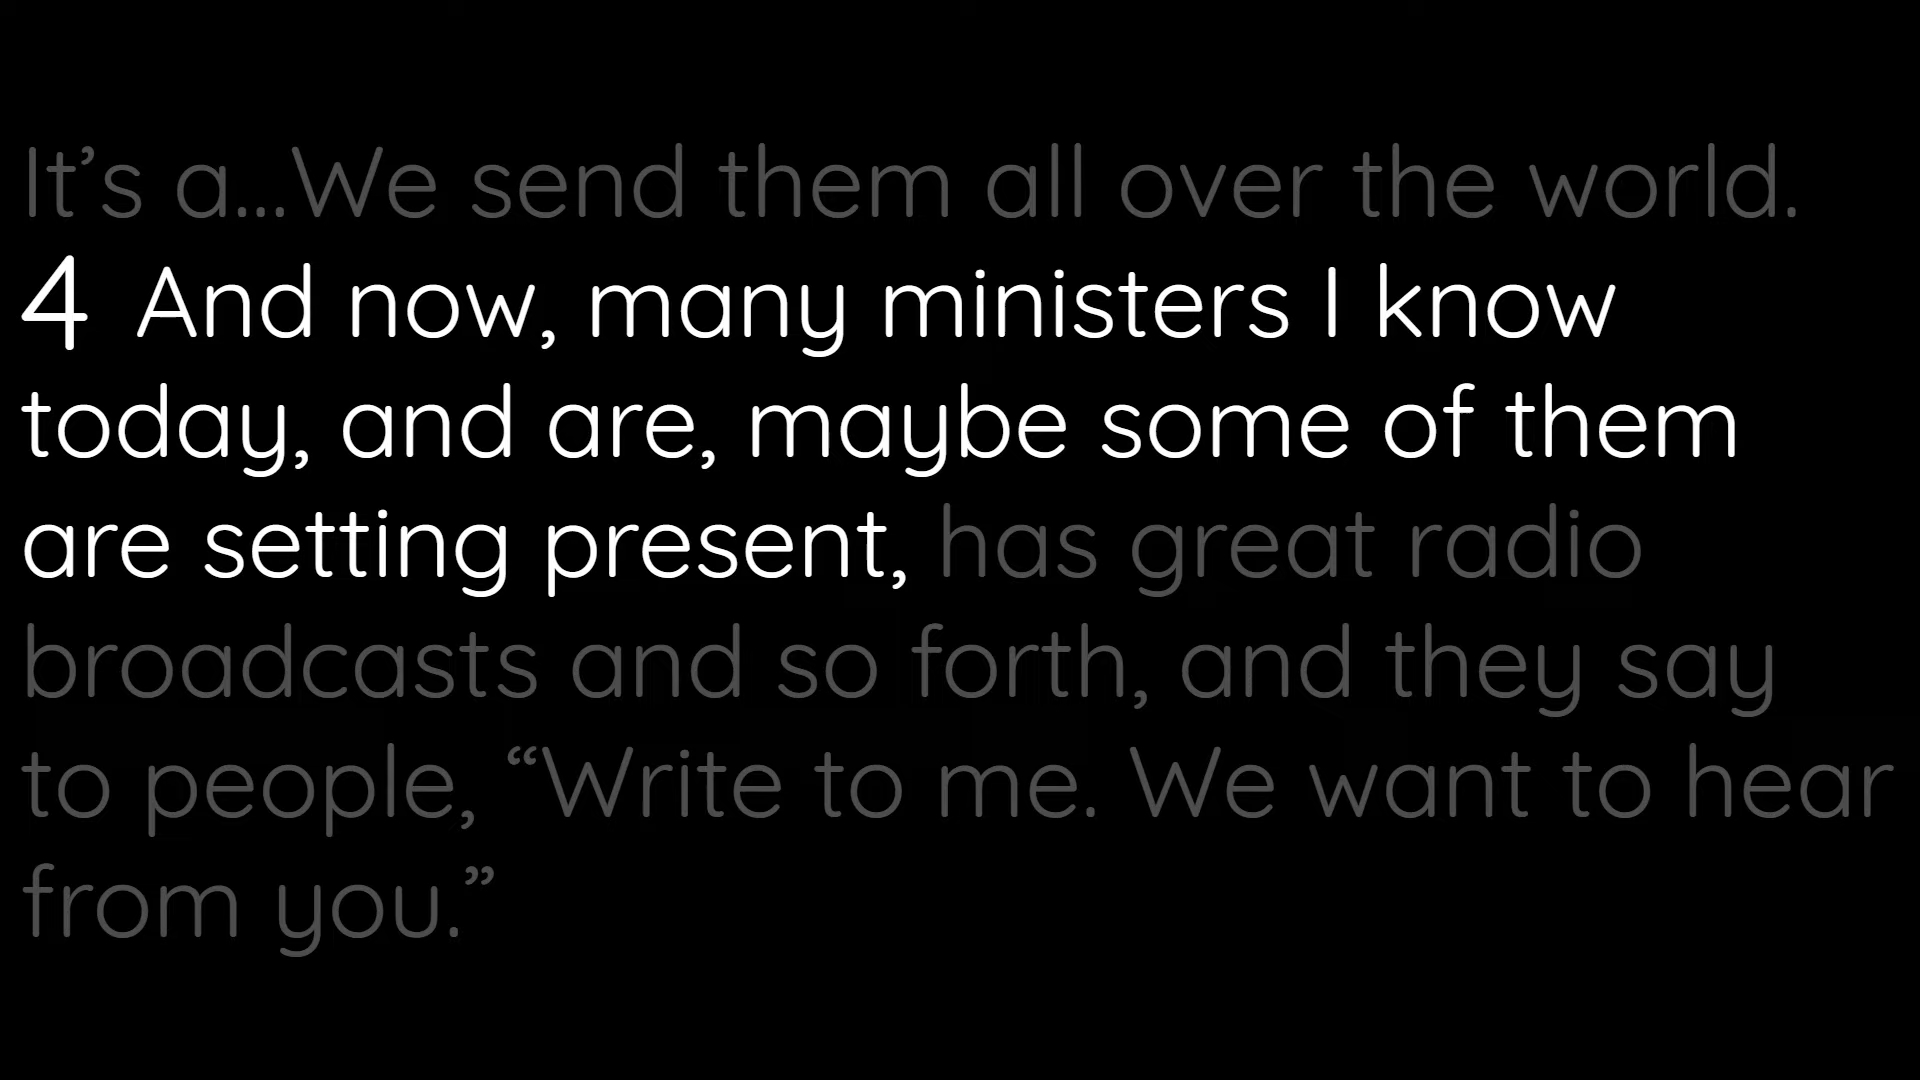 It’s a...We send them all over the world.
4 And now, many ministers I know
today, and are, maybe some of them
are setting present, has great radio
broadcasts and so forth, and they say
to people, “Write to me. We want to hear
from you.”